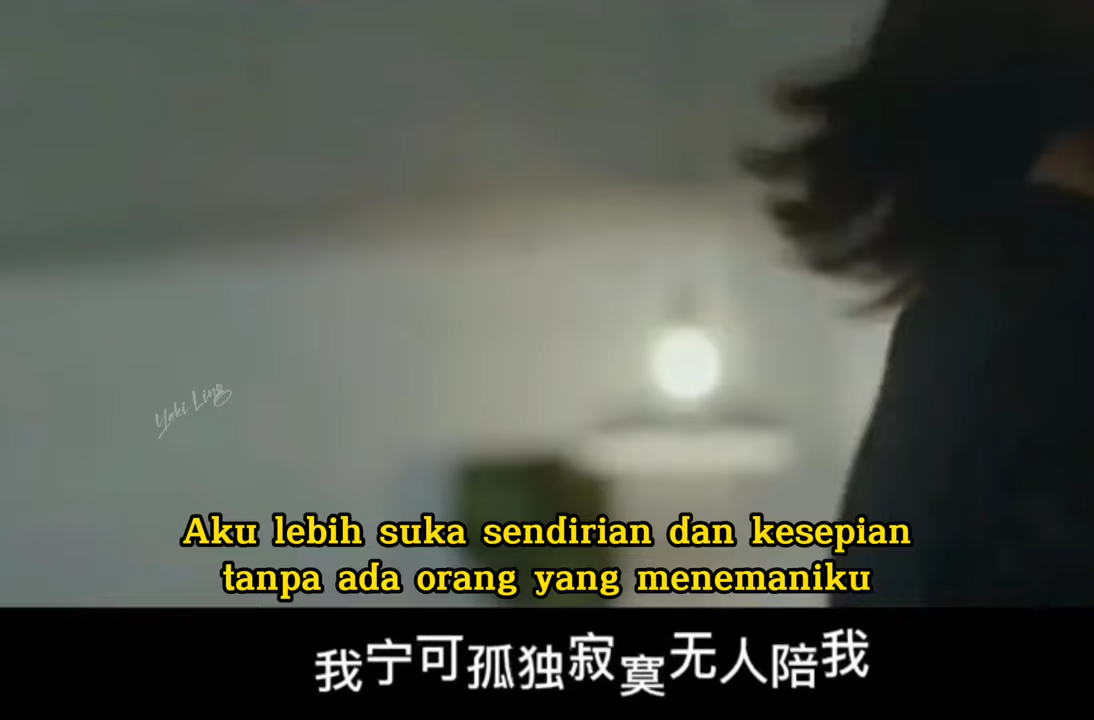 Yuki Ling
Aku lebih suka sendirian dan kesepian
tanpa ada orang yang menemaniku
我宁可孤独寂寞无人陪我